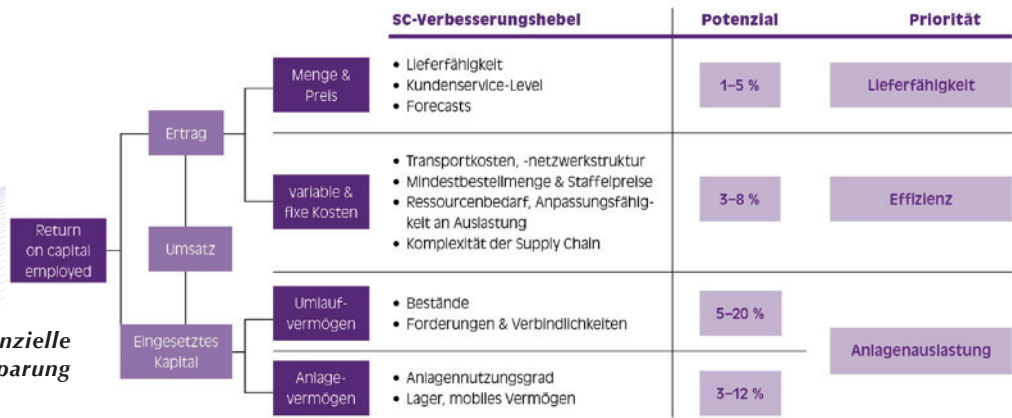 SC-Verbesserungshebel
Potenzial
Priorität
Menge &
Preis
• Lieferfähigkeit
• Kundenservice-Level
• Forecasts
1–5 %
Lieferfähigkeit
Ertrag
variable &
fixe Kosten
• Transportkosten, -netzwerkstruktur
• Mindestbestellmenge & Staffelpreise
• Ressourcenbedarf, Anpassungsfähig-
keit an Auslastung
• Komplexität der Supply Chain
3–8 %
Effizienz
Return
on capital
employed
Umsatz
Umlauf-
vermögen
• Bestände
• Forderungen & Verbindlichkeiten
5–20 %
Eingesetztes
Kapital
Anlagenauslastung
Anlage-
vermögen
• Anlagennutzungsgrad
• Lager, mobiles Vermögen
3–12 %
nzielle
parung